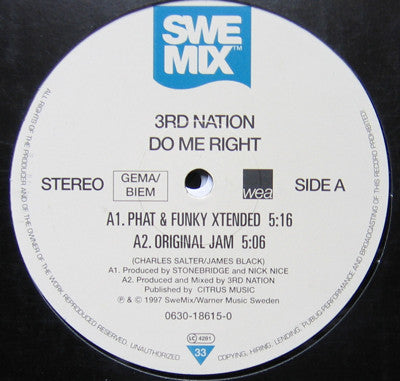 SWE
MIX™
3RD NATION
DO ME RIGHT
STEREO GEMA/ BIEM wea SIDE A
A1. PHAT & FUNKY XTENDED 5:16
A2. ORIGINAL JAM 5:06
(CHARLES SALTER/JAMES BLACK)
A1. Produced by STONEBRIDGE and NICK NICE
A2. Produced and Mixed by 3RD NATION
Published by CITRUS MUSIC
℗ & © 1997 SweMix/Warner Music Sweden
0630-18615-0
LC 4281
33
ALL RIGHTS OF THE PRODUCER AND OF THE OWNER OF THE WORK REPRODUCED RESERVED. UNAUTHORIZED COPYING, HIRING, LENDING, PUBLIC PERFORMANCE AND BROADCASTING OF THIS RECORD PROHIBITED!